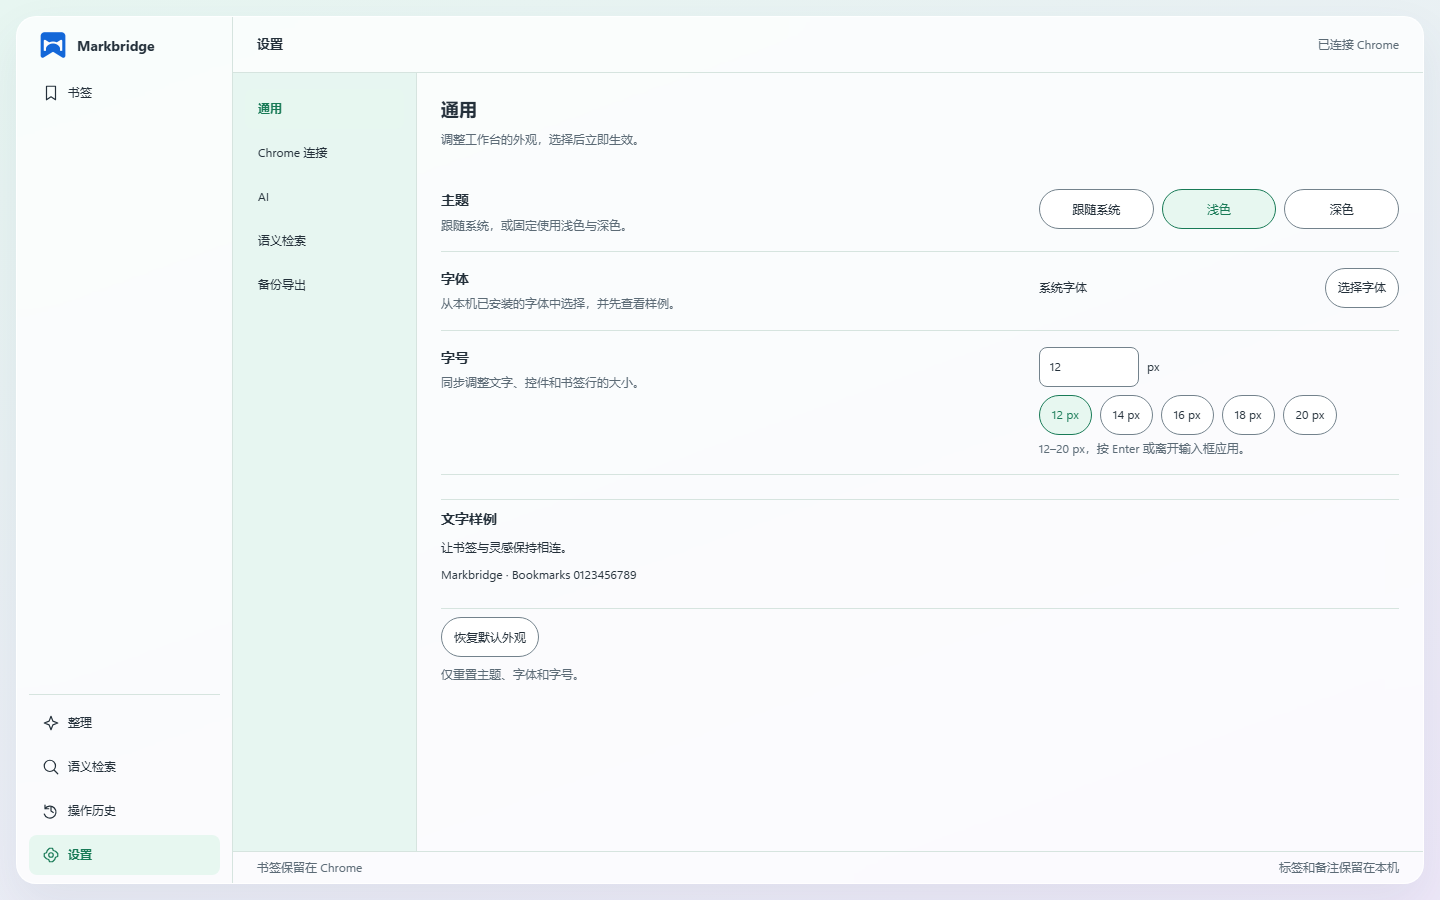 Markbridge
书签
整理
语义检索
操作历史
设置
设置
已连接 Chrome
通用
Chrome 连接
AI
语义检索
备份导出
通用
调整工作台的外观，选择后立即生效。
主题
跟随系统，或固定使用浅色与深色。
跟随系统
浅色
深色
字体
从本机已安装的字体中选择，并先查看样例。
系统字体
选择字体
字号
同步调整文字、控件和书签行的大小。
12
px
12 px
14 px
16 px
18 px
20 px
12–20 px，按 Enter 或离开输入框应用。
文字样例
让书签与灵感保持相连。
Markbridge · Bookmarks 0123456789
恢复默认外观
仅重置主题、字体和字号。
书签保留在 Chrome
标签和备注保留在本机